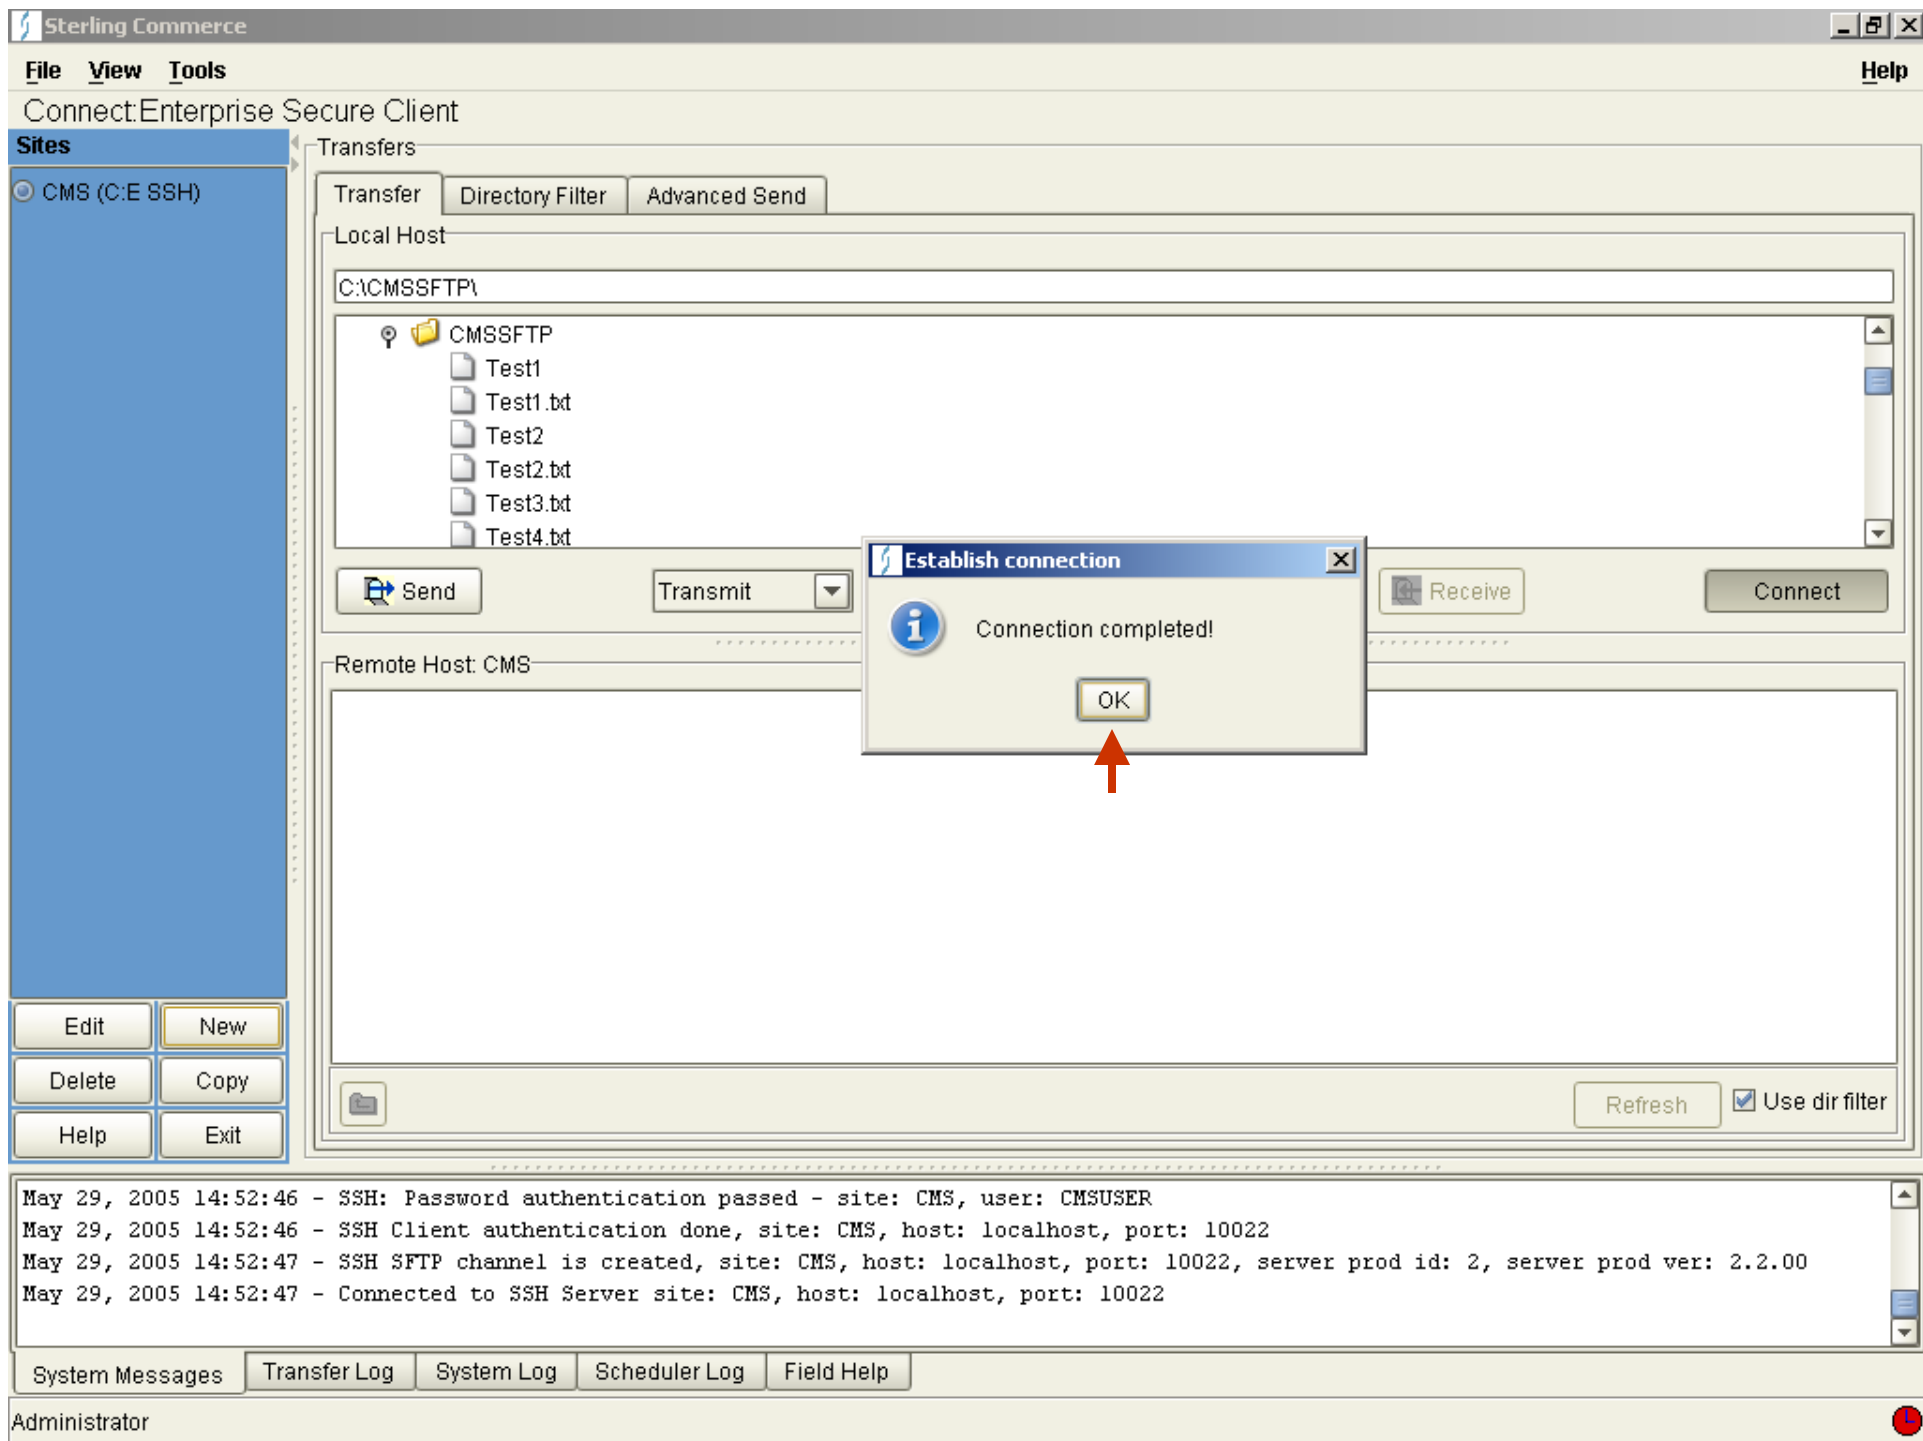 Sterling Commerce
File View Tools Help
Connect:Enterprise Secure Client
Sites
CMS (C:E SSH)
Transfers
Transfer Directory Filter Advanced Send
Local Host
C:\CMSSFTP\
CMSSFTP
Test1
Test1.txt
Test2
Test2.txt
Test3.txt
Test4.txt
Send Transmit Receive Connect
Establish connection
Connection completed!
OK
Remote Host: CMS
Edit New
Delete Copy
Help Exit
Refresh Use dir filter
May 29, 2005 14:52:46 - SSH: Password authentication passed - site: CMS, user: CMSUSER
May 29, 2005 14:52:46 - SSH Client authentication done, site: CMS, host: localhost, port: 10022
May 29, 2005 14:52:47 - SSH SFTP channel is created, site: CMS, host: localhost, port: 10022, server prod id: 2, server prod ver: 2.2.00
May 29, 2005 14:52:47 - Connected to SSH Server site: CMS, host: localhost, port: 10022
System Messages Transfer Log System Log Scheduler Log Field Help
Administrator